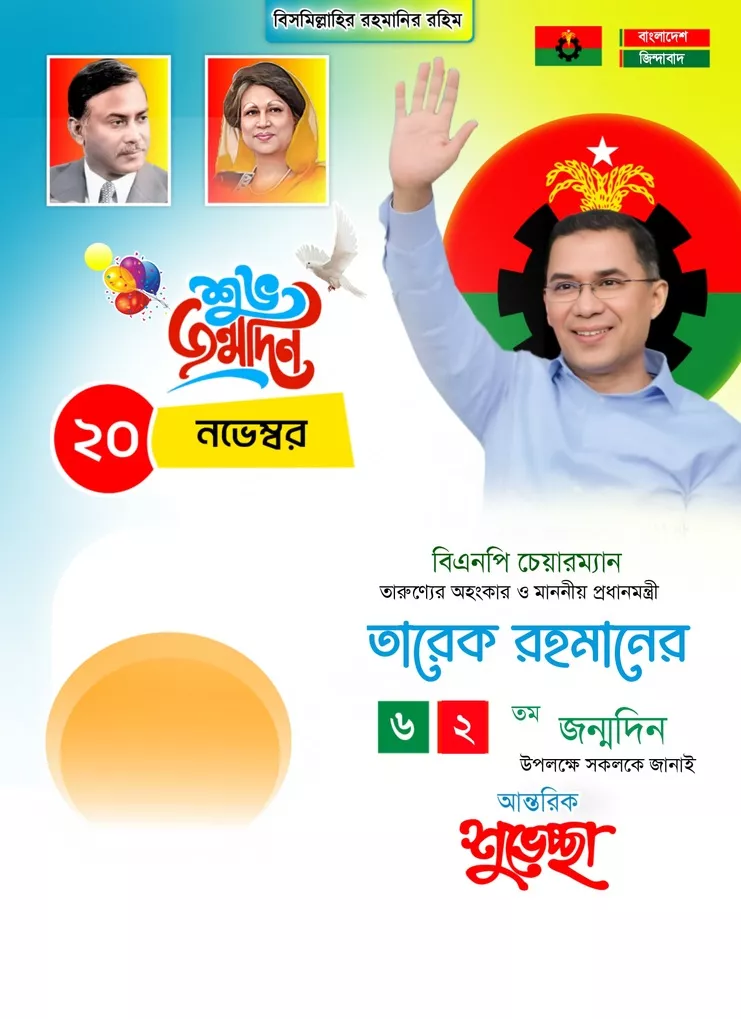 বিসমিল্লাহির রহমানির রহিম
বাংলাদেশ
জিন্দাবাদ
শুভ
জন্মদিন
২০ নভেম্বর
বিএনপি চেয়ারম্যান
তারুণ্যের অহংকার ও মাননীয় প্রধানমন্ত্রী
তারেক রহমানের
৬২ তম জন্মদিন
উপলক্ষে সকলকে জানাই
আন্তরিক
শুভেচ্ছা